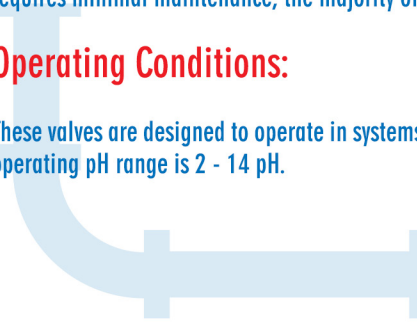 requires minimal maintenance, the majority of
Operating Conditions:
These valves are designed to operate in systems
operating pH range is 2 - 14 pH.